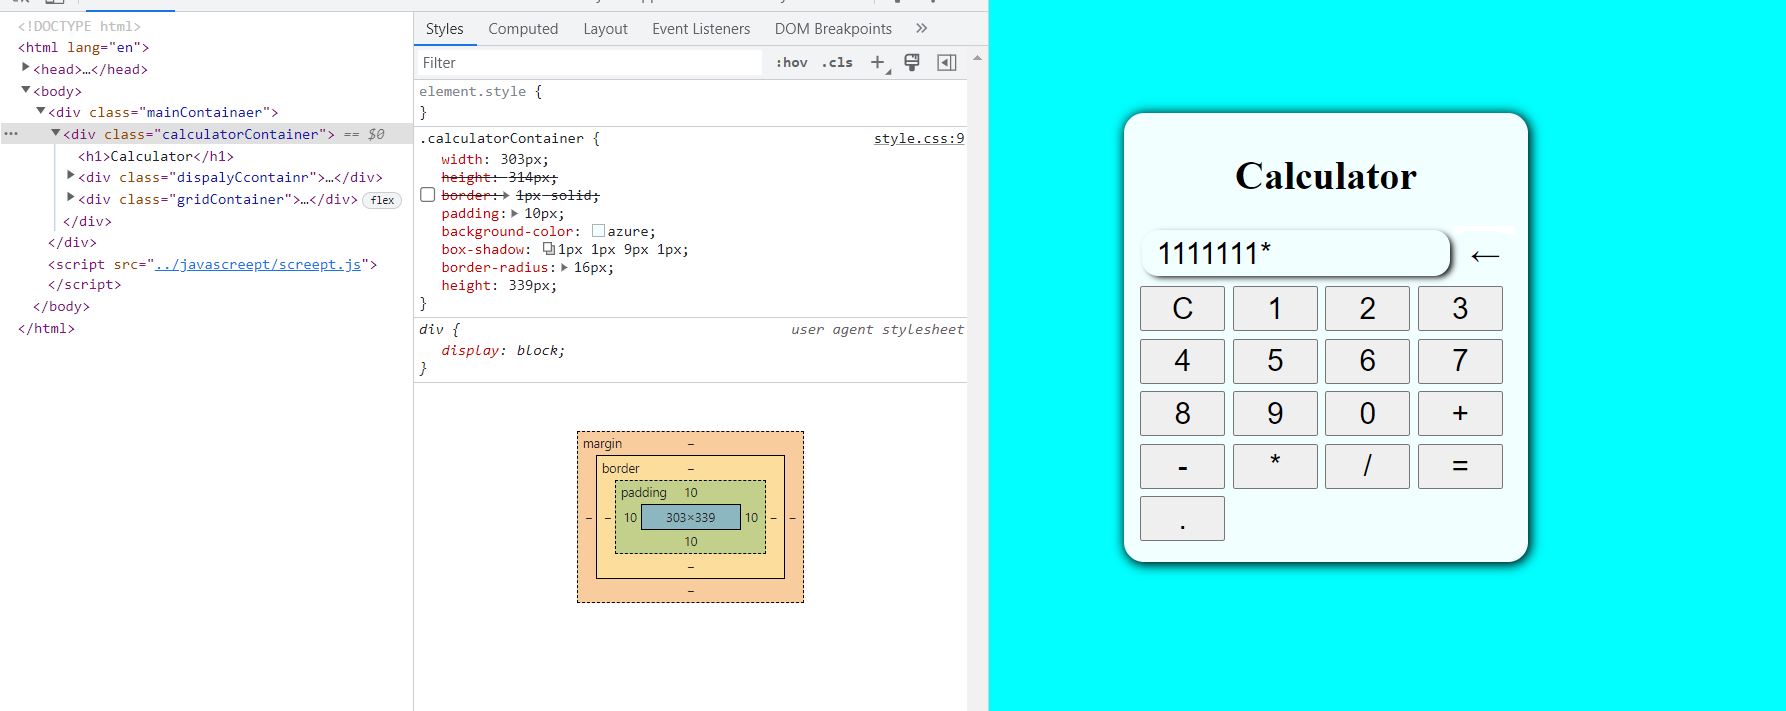 <!DOCTYPE html>
<html lang="en">
<head>…</head>
<body>
<div class="mainContainaer">
<div class="calculatorContainer"> == $0
<h1>Calculator</h1>
<div class="dispalyCcontainr">…</div>
<div class="gridContainer">…</div> flex
</div>
</div>
<script src="../javascreept/screept.js">
</script>
</body>
</html>
Styles Computed Layout Event Listeners DOM Breakpoints »
Filter :hov .cls +
element.style {
}
.calculatorContainer { style.css:9
width: 303px;
height: 314px;
border: 1px solid;
padding: 10px;
background-color: azure;
box-shadow: 1px 1px 9px 1px;
border-radius: 16px;
height: 339px;
}
div { user agent stylesheet
display: block;
}
margin –
border –
padding 10
– – 10 303×339 10 – –
10
–
–
Calculator
1111111* ←
C 1 2 3
4 5 6 7
8 9 0 +
- * / =
.